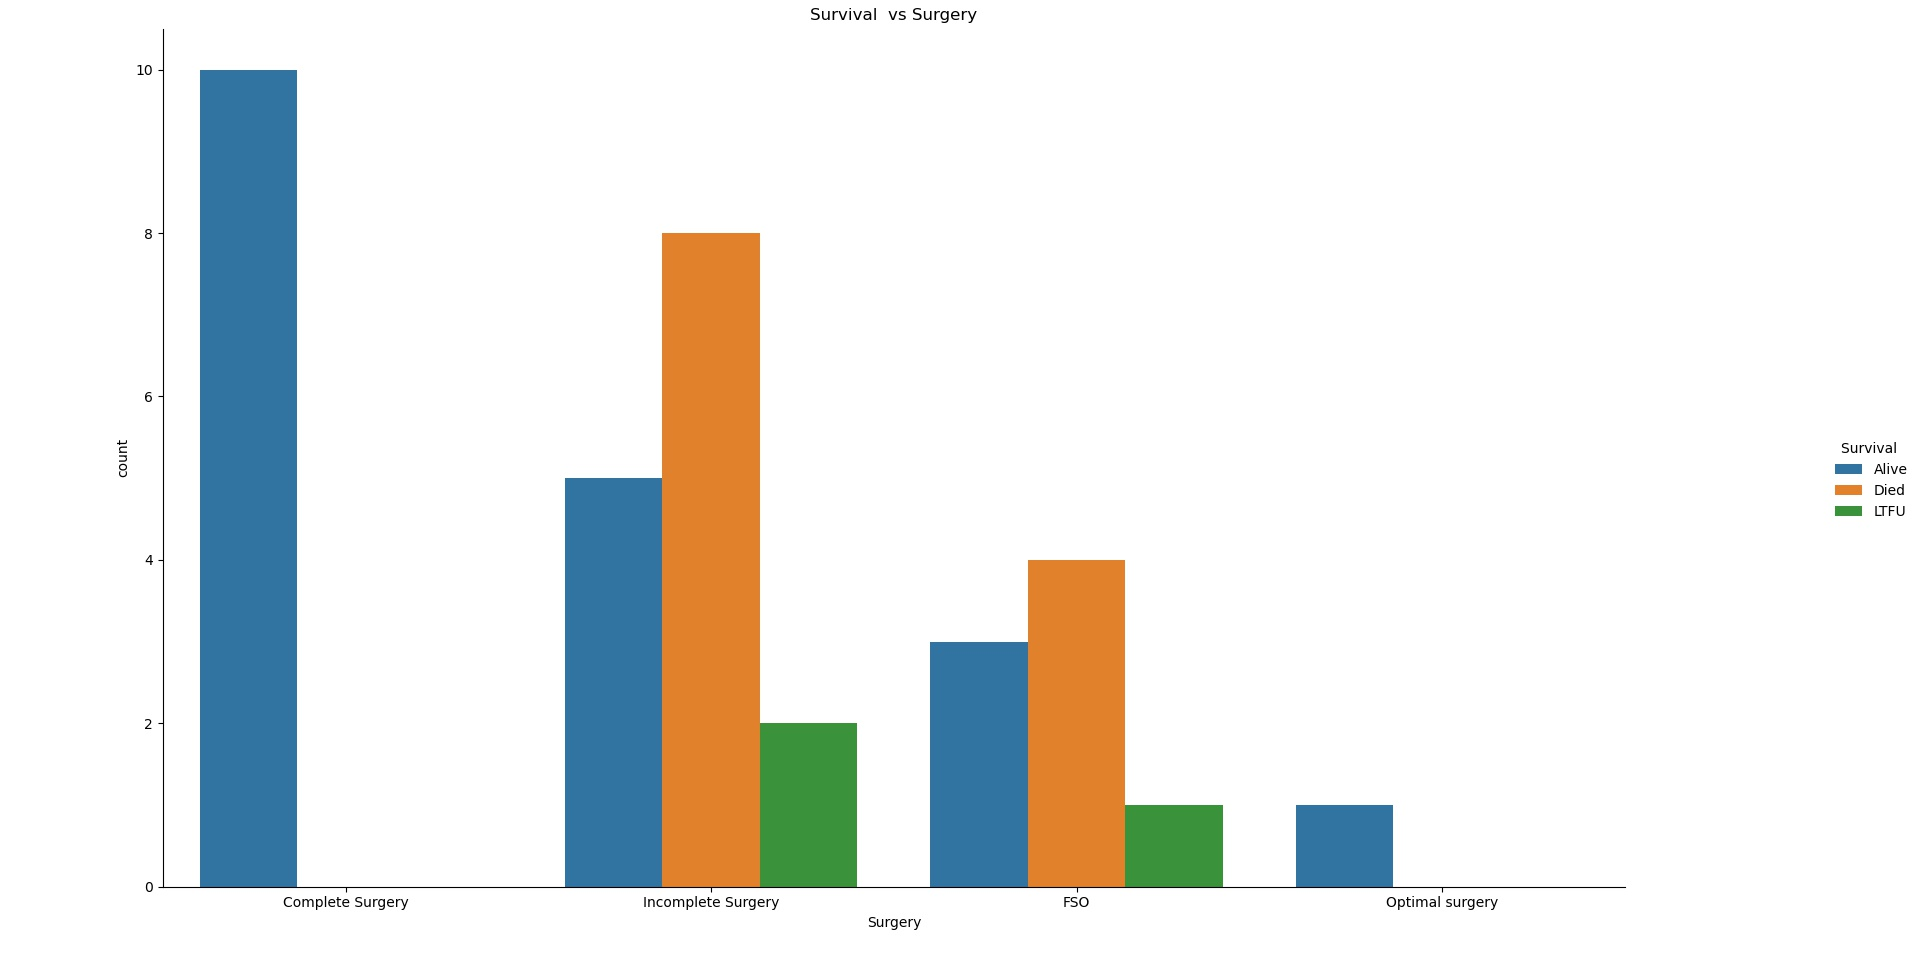 Survival  vs Surgery
10
8
6
4
2
0
count
Complete Surgery
Incomplete Surgery
FSO
Optimal surgery
Surgery
Survival
Alive
Died
LTFU